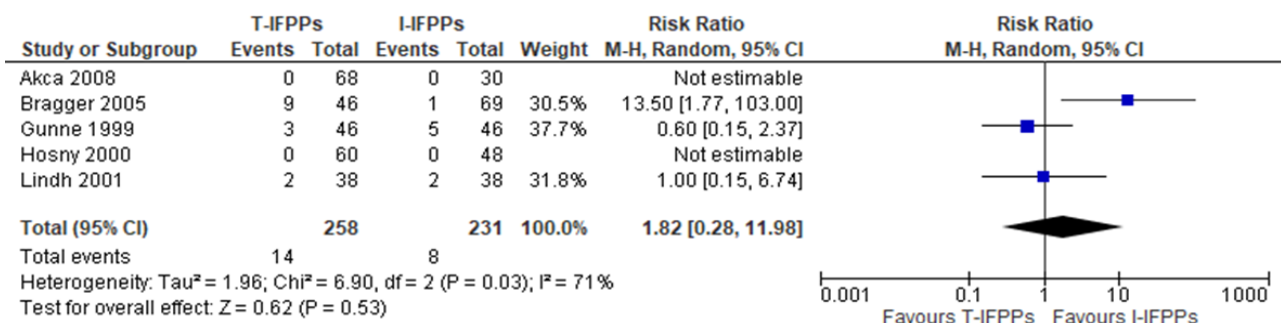 T-IFPPs I-IFPPs Risk Ratio Risk Ratio
Study or Subgroup Events Total Events Total Weight M-H, Random, 95% CI M-H, Random, 95% CI
Akca 2008 0 68 0 30 Not estimable
Bragger 2005 9 46 1 69 30.5% 13.50 [1.77, 103.00]
Gunne 1999 3 46 5 46 37.7% 0.60 [0.15, 2.37]
Hosny 2000 0 60 0 48 Not estimable
Lindh 2001 2 38 2 38 31.8% 1.00 [0.15, 6.74]
Total (95% CI) 258 231 100.0% 1.82 [0.28, 11.98]
Total events 14 8
Heterogeneity: Tau² = 1.96; Chi² = 6.90, df = 2 (P = 0.03); I² = 71%
Test for overall effect: Z = 0.62 (P = 0.53)
0.001 0.1 1 10 1000
Favours T-IFPPs Favours I-IFPPs